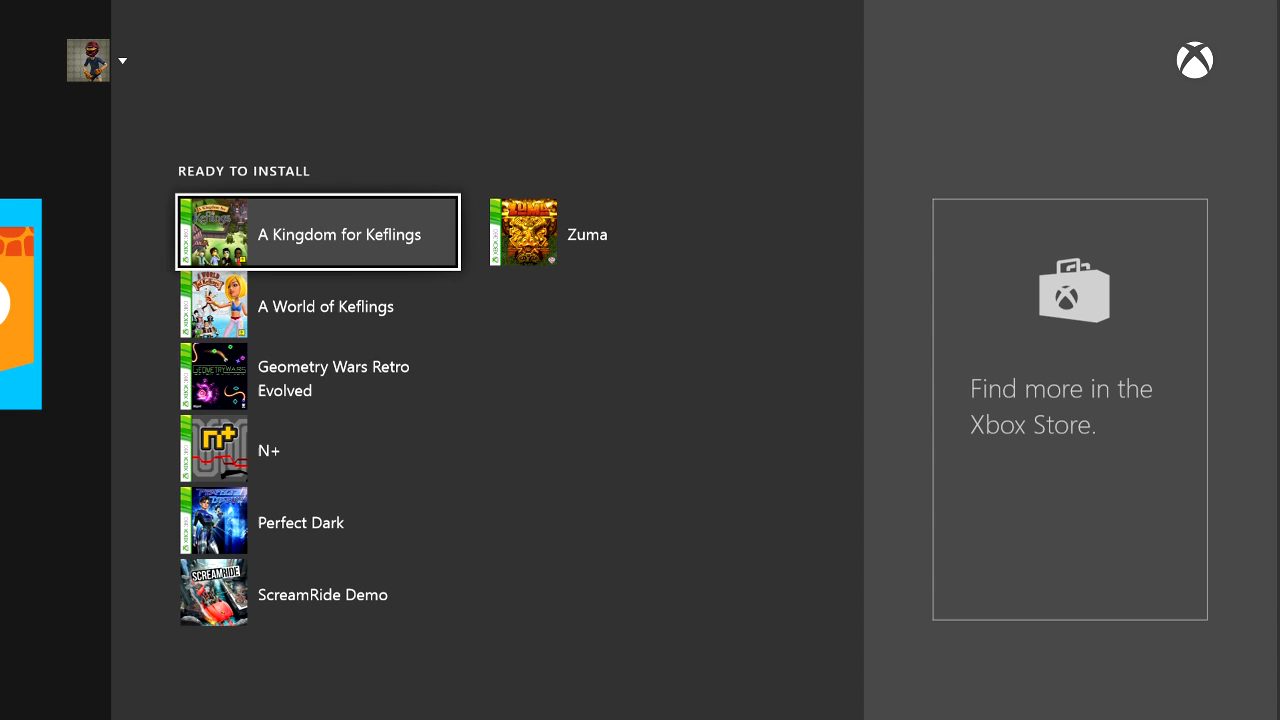 READY TO INSTALL
A Kingdom for Keflings
A World of Keflings
Geometry Wars Retro
Evolved
N+
Perfect Dark
SCREAMRIDE
ScreamRide Demo
Zuma
Find more in the
Xbox Store.